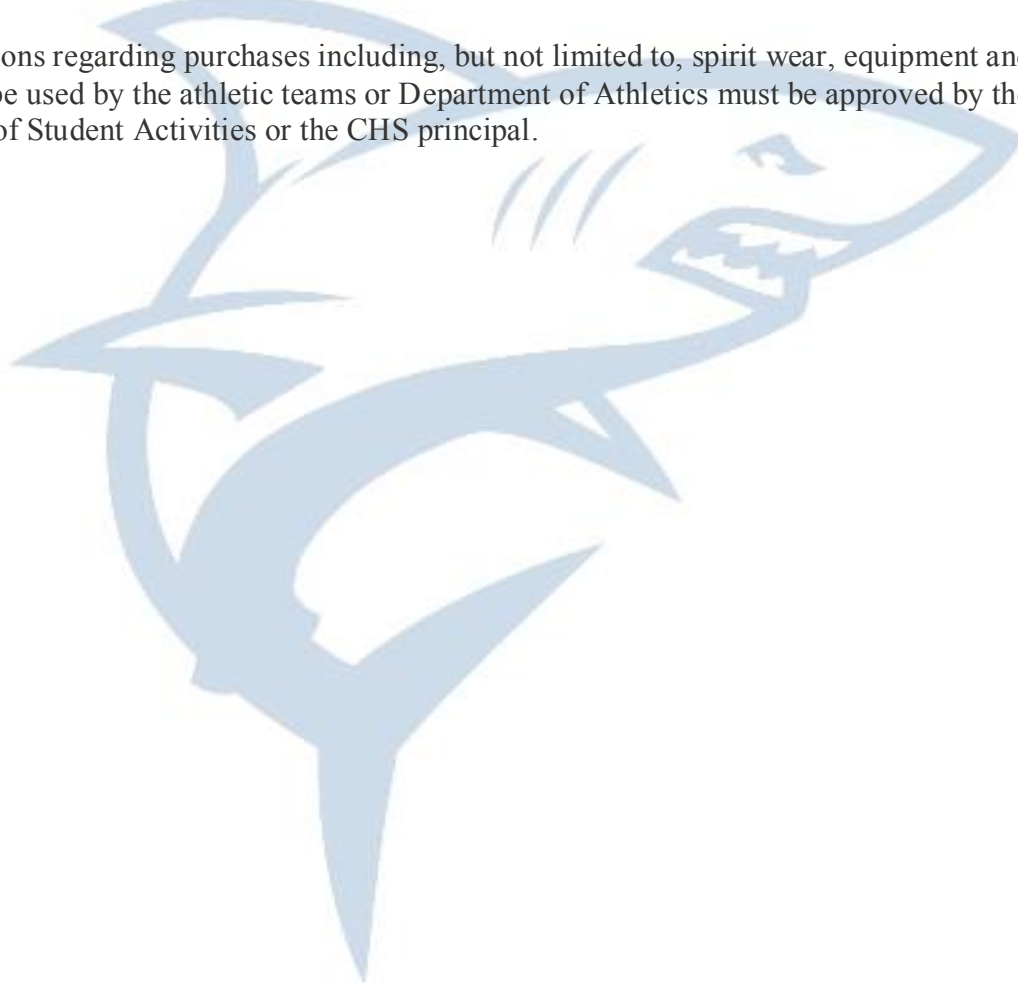 ons regarding purchases including, but not limited to, spirit wear, equipment an
be used by the athletic teams or Department of Athletics must be approved by the
of Student Activities or the CHS principal.